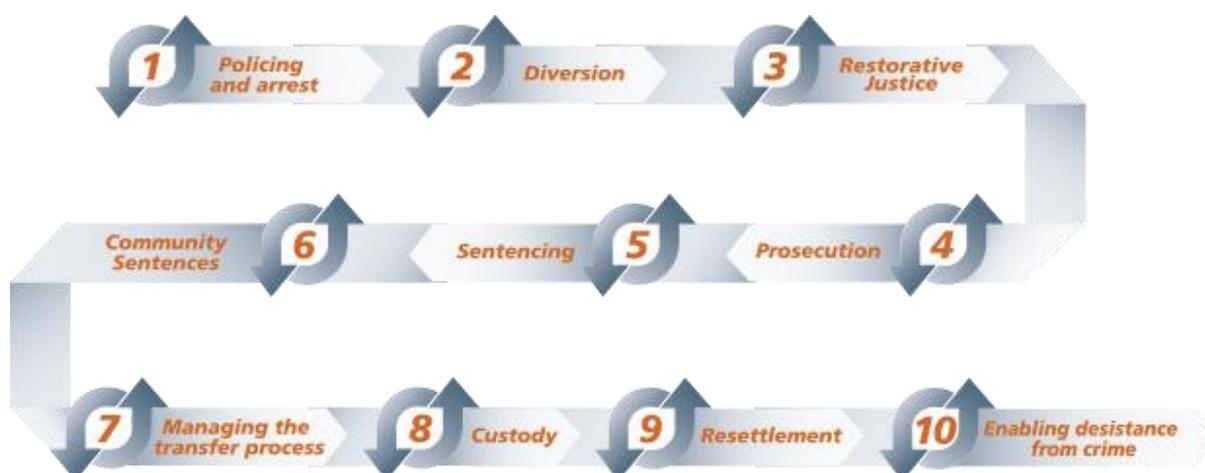 1
Policing
and arrest
2
Diversion
3
Restorative
Justice
4
Prosecution
5
Sentencing
6
Community
Sentences
7
Managing the
transfer process
8
Custody
9
Resettlement
10
Enabling desistance
from crime